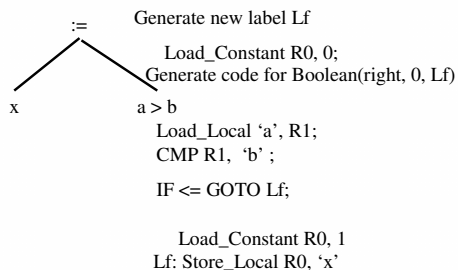 :=
Generate new label Lf
Load_Constant R0, 0;
Generate code for Boolean(right, 0, Lf)
x
a > b
Load_Local ‘a’, R1;
CMP R1, ‘b’ ;
IF <= GOTO Lf;
Load_Constant R0, 1
Lf: Store_Local R0, ‘x’